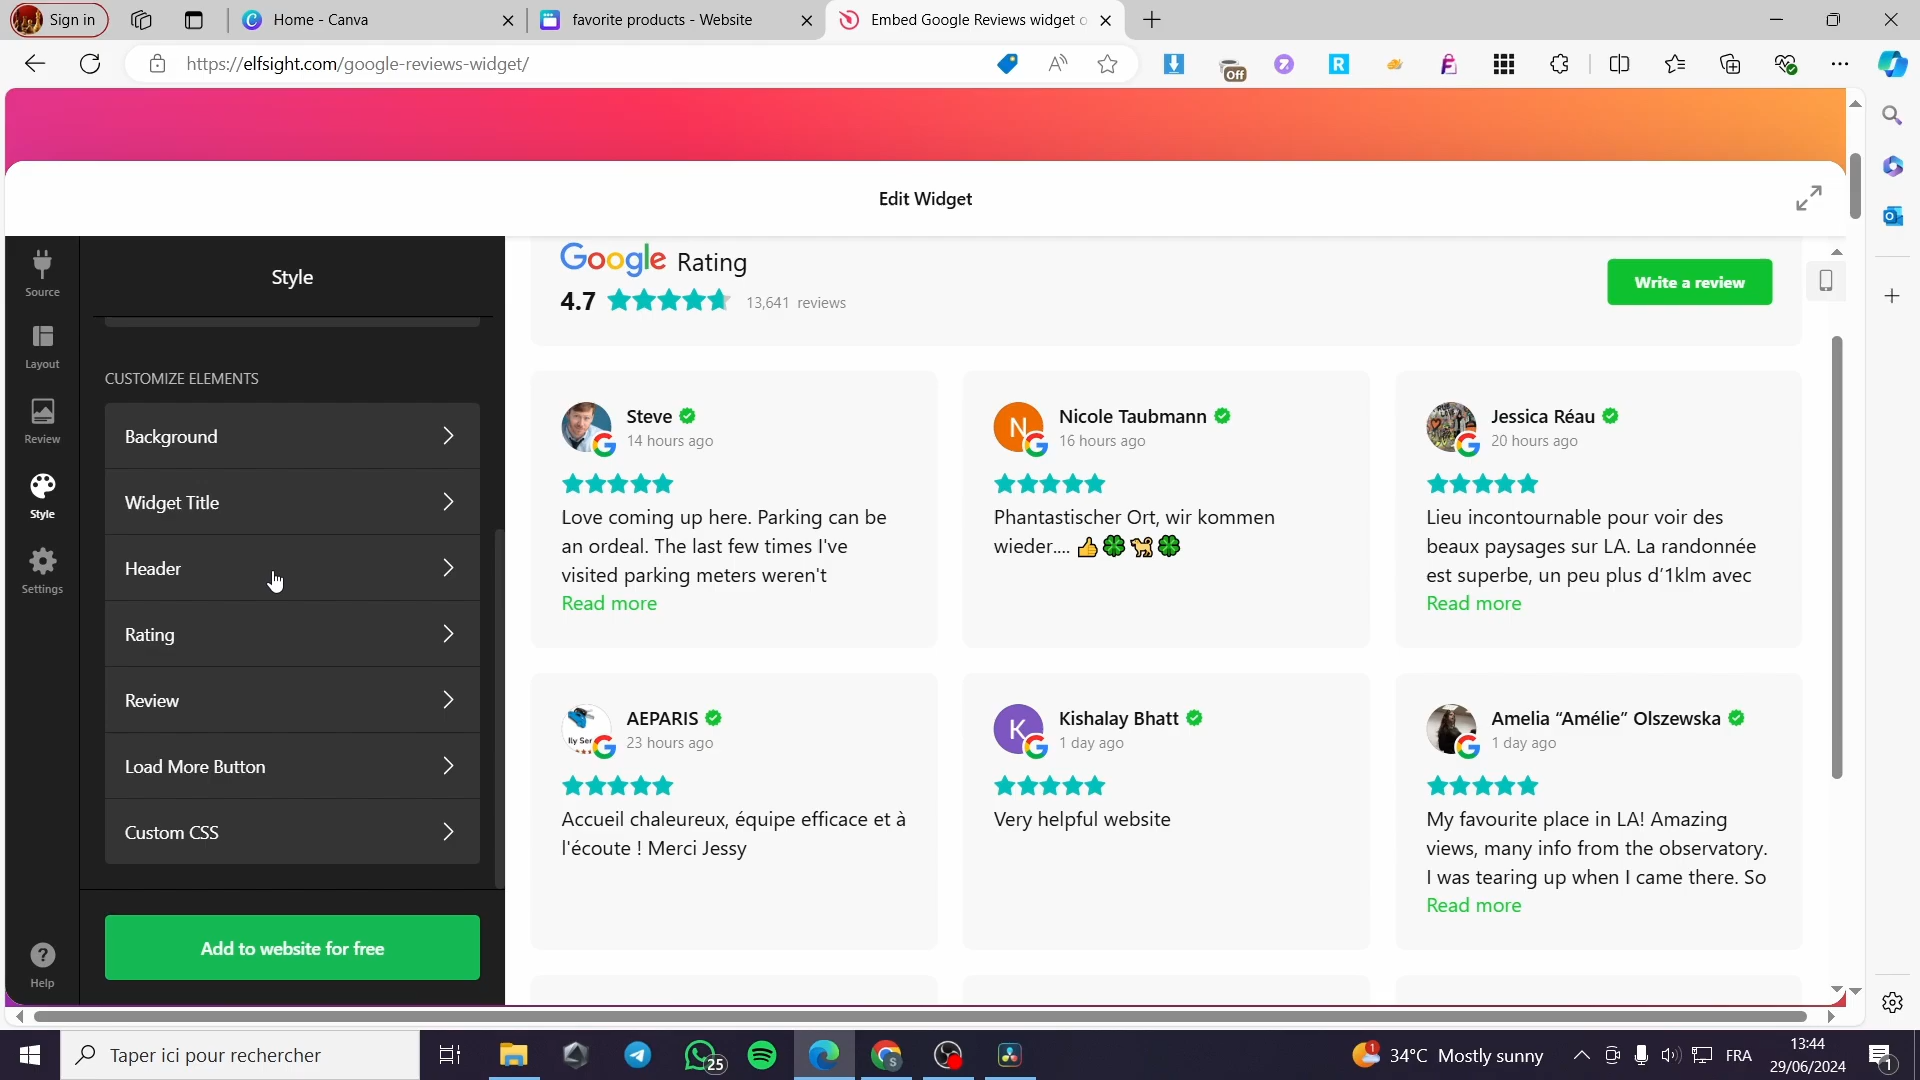 Sign in
Home - Canva
favorite products - Website
Embed Google Reviews widget o
https://elfsight.com/google-reviews-widget/
Off
Edit Widget
Source
Layout
Review
Style
Settings
Help
Style
CUSTOMIZE ELEMENTS
Background
Widget Title
Header
Rating
Review
Load More Button
Custom CSS
Add to website for free
Google Rating
4.7 13,641 reviews
Write a review
Steve
14 hours ago
Love coming up here. Parking can be
an ordeal. The last few times I've
visited parking meters weren't
Read more
Nicole Taubmann
16 hours ago
Phantastischer Ort, wir kommen
wieder.... 👍🍀🐕🍀
Jessica Réau
20 hours ago
Lieu incontournable pour voir des
beaux paysages sur LA. La randonnée
est superbe, un peu plus d’1klm avec
Read more
AEPARIS
23 hours ago
Accueil chaleureux, équipe efficace et à
l'écoute ! Merci Jessy
Kishalay Bhatt
1 day ago
Very helpful website
Amelia “Amélie” Olszewska
1 day ago
My favourite place in LA! Amazing
views, many info from the observatory.
I was tearing up when I came there. So
Read more
Taper ici pour rechercher
25
1
34°C Mostly sunny
FRA
13:44
29/06/2024
1